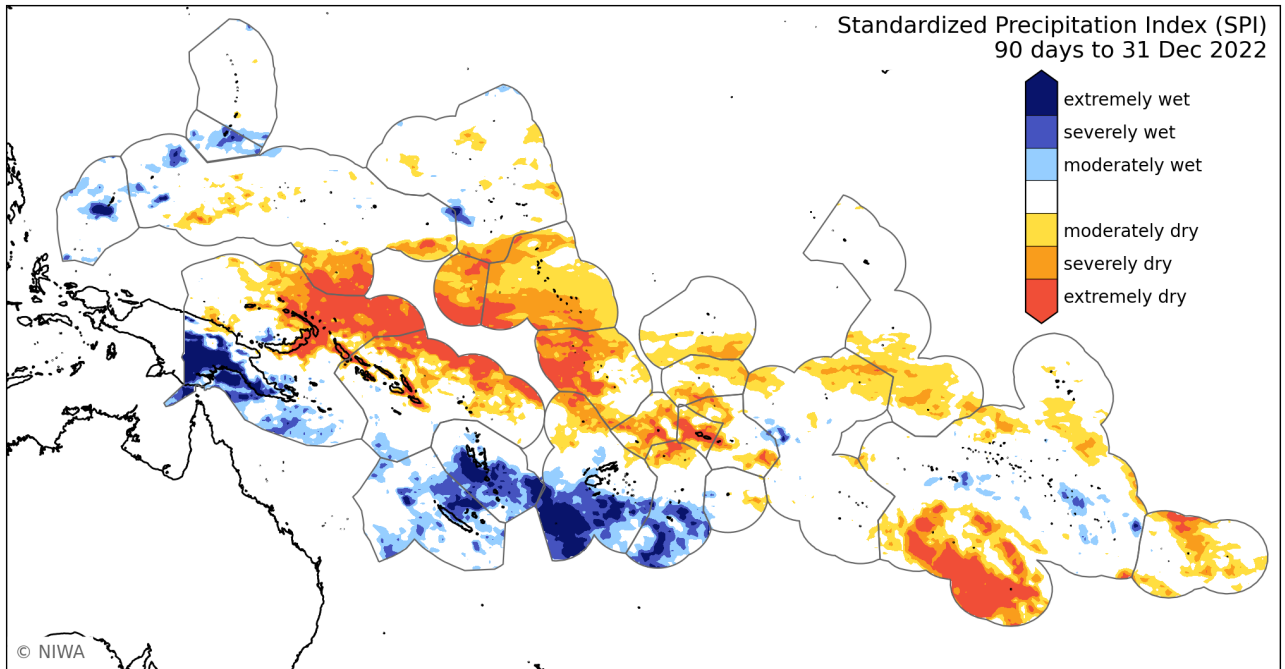 Standardized Precipitation Index (SPI)
90 days to 31 Dec 2022
extremely wet
severely wet
moderately wet
moderately dry
severely dry
extremely dry
© NIWA